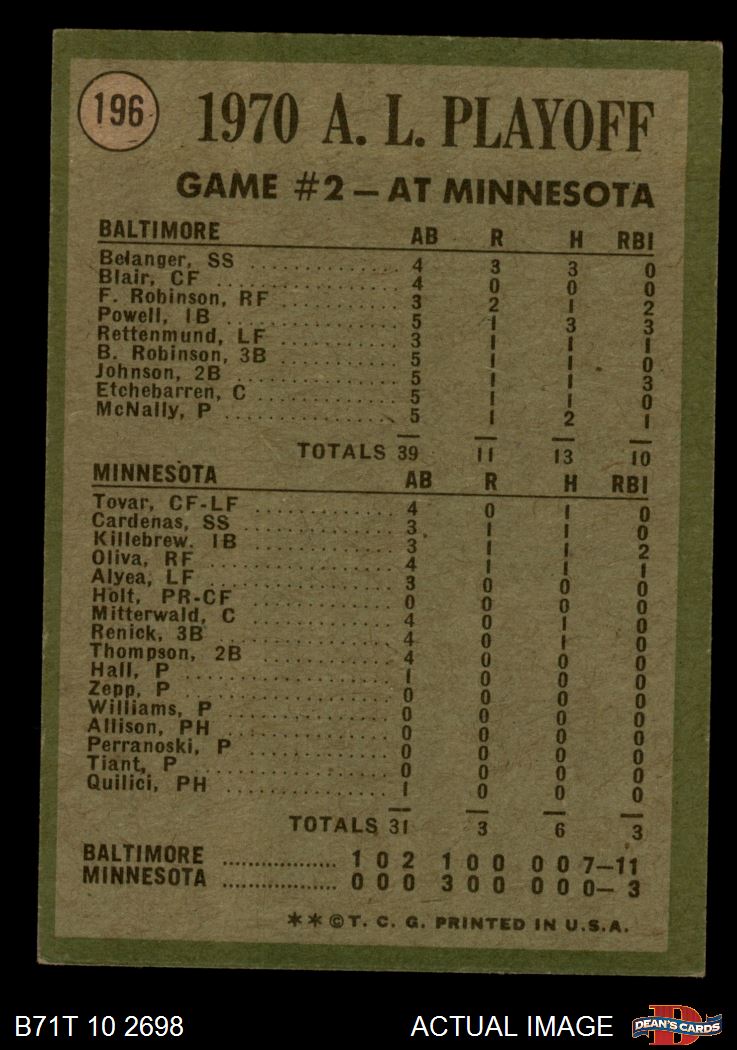 196
1970 A. L. PLAYOFF
GAME #2 – AT MINNESOTA
BALTIMORE AB R H RBI
Belanger, SS .......... 4 3 3 0
Blair, CF .......... 4 0 0 0
F. Robinson, RF .......... 3 2 1 2
Powell, 1B .......... 5 1 3 3
Rettenmund, LF .......... 3 1 1 1
B. Robinson, 3B .......... 5 1 1 0
Johnson, 2B .......... 5 1 1 3
Etchebarren, C .......... 5 1 1 0
McNally, P .......... 5 1 2 1
TOTALS 39 11 13 10
MINNESOTA AB R H RBI
Tovar, CF-LF .......... 4 0 1 0
Cardenas, SS .......... 3 1 1 0
Killebrew. 1B .......... 3 1 1 2
Oliva, RF .......... 4 1 1 1
Alyea, LF .......... 3 0 0 0
Holt, PR-CF .......... 0 0 0 0
Mitterwald, C .......... 4 0 1 0
Renick, 3B .......... 4 0 1 0
Thompson, 2B .......... 4 0 0 0
Hall, P .......... 1 0 0 0
Zepp, P .......... 0 0 0 0
Williams, P .......... 0 0 0 0
Allison, PH .......... 0 0 0 0
Perranoski, P .......... 0 0 0 0
Tiant, P .......... 0 0 0 0
Quilici, PH .......... 1 0 0 0
TOTALS 31 3 6 3
BALTIMORE .......... 1 0 2 1 0 0 0 0 7–11
MINNESOTA .......... 0 0 0 3 0 0 0 0 0– 3
**©T. C. G. PRINTED IN U.S.A.
B71T 10 2698 ACTUAL IMAGE D DEAN'S CARDS